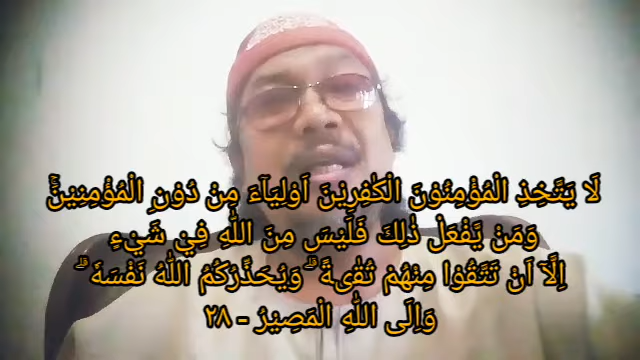 لَا يَتَّخِذِ الْمُؤْمِنُوْنَ الْكٰفِرِيْنَ اَوْلِيَاۤءَ مِنْ دُوْنِ الْمُؤْمِنِيْنَۚ
وَمَنْ يَّفْعَلْ ذٰلِكَ فَلَيْسَ مِنَ اللّٰهِ فِيْ شَيْءٍ
اِلَّآ اَنْ تَتَّقُوْا مِنْهُمْ تُقٰىةً ۗ وَيُحَذِّرُكُمُ اللّٰهُ نَفْسَهٗ ۗ
وَاِلَى اللّٰهِ الْمَصِيْرُ - ٢٨